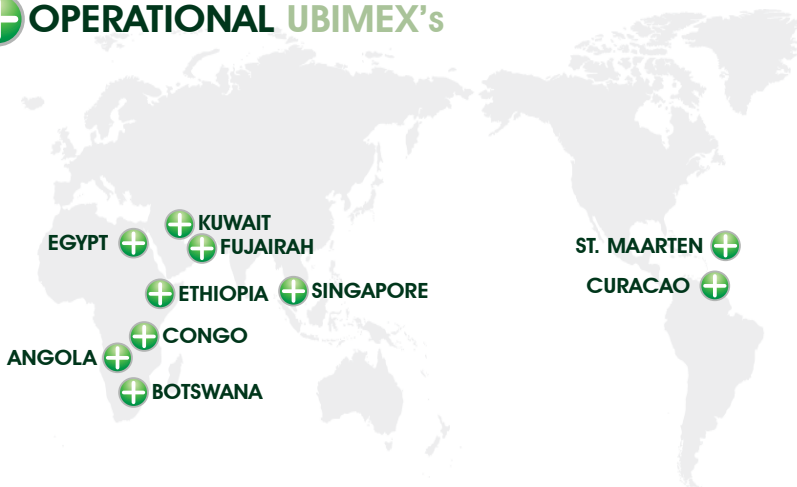 OPERATIONAL UBIMEX's
KUWAIT
EGYPT
FUJAIRAH
ST. MAARTEN
CURACAO
ETHIOPIA
SINGAPORE
CONGO
ANGOLA
BOTSWANA